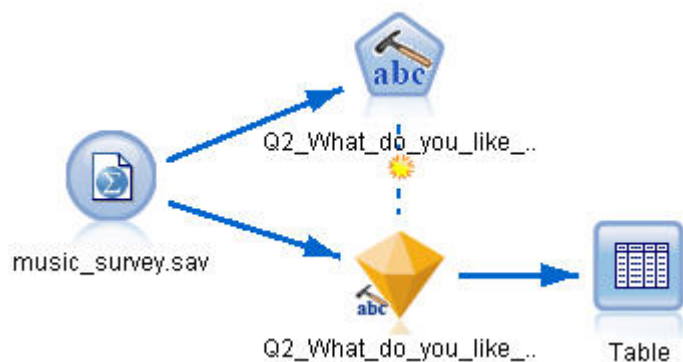 abc
Q2_What_do_you_like_..
Σ
music_survey.sav
abc
Q2_What_do_you_like_..
Table